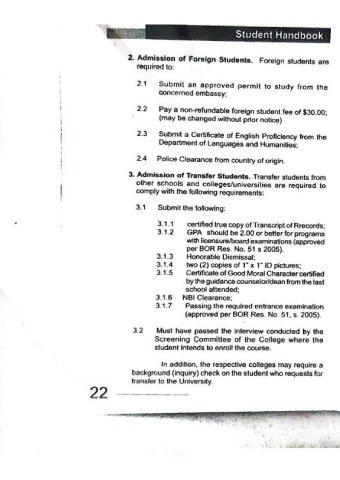 Student Handbook
2. Admission of Foreign Students. Foreign students are
required to:
2.1 Submit an approved permit to study from the
concerned embassy;
2.2 Pay a non-refundable foreign student fee of $30.00;
(may be changed without prior notice)
2.3 Submit a Certificate of English Proficiency from the
Department of Languages and Humanities;
2.4 Police Clearance from country of origin.
3. Admission of Transfer Students. Transfer students from
other schools and colleges/universities are required to
comply with the following requirements:
3.1 Submit the following:
3.1.1 certified true copy of Transcript of Rrecords;
3.1.2 GPA should be 2.00 or better for programs
with licensure/board examinations (approved
per BOR Res. No. 51 s 2005).
3.1.3 Honorable Dismissal;
3.1.4 two (2) copies of 1" x 1" ID pictures;
3.1.5 Certificate of Good Moral Character certified
by the guidance counselor/dean from the last
school attended;
3.1.6 NBI Clearance;
3.1.7 Passing the required entrance examination
(approved per BOR Res. No. 51, s. 2005).
3.2 Must have passed the interview conducted by the
Screening Committee of the College where the
student intends to enroll the course.
In addition, the respective colleges may require a
background (inquiry) check on the student who requests for
transfer to the University.
22